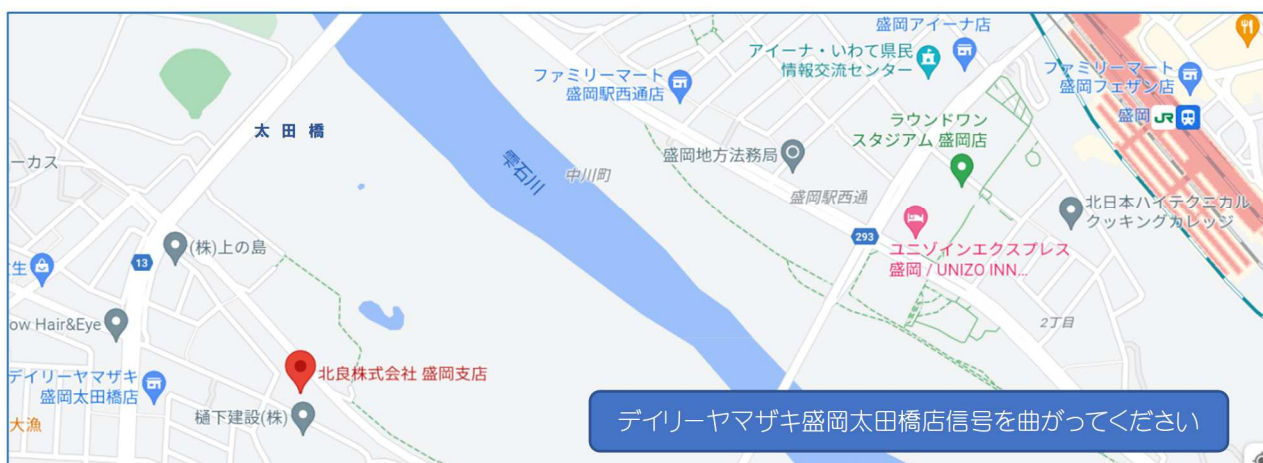 盛岡アイーナ店
アイーナ・いわて県民
情報交流センター
ファミリーマート
盛岡駅西通店
ファミリーマート
盛岡フェザン店
盛岡 JR
ラウンドワン
スタジアム 盛岡店
太田橋
盛岡地方法務局
ーカス
雫石川
中川町
盛岡駅西通
北日本ハイテクニカル
クッキングカレッジ
293
(株)上の島
13
ユニゾインエクスプレス
盛岡 / UNIZO INN...
生
ow Hair&Eye
2丁目
北良株式会社 盛岡支店
デイリーヤマザキ
盛岡太田橋店
樋下建設(株)
大漁
デイリーヤマザキ盛岡太田橋店信号を曲がってください